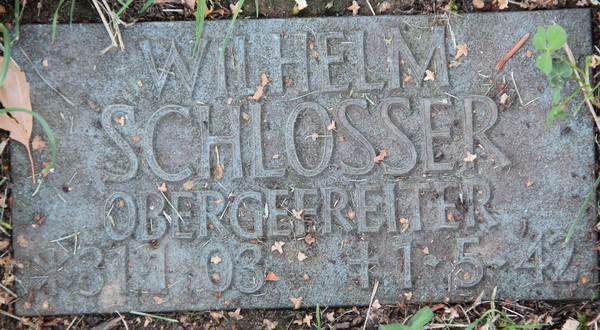 WILHELM
SCHLOSSER
OBERGEFREITER
*31·1·03 +1·5·42